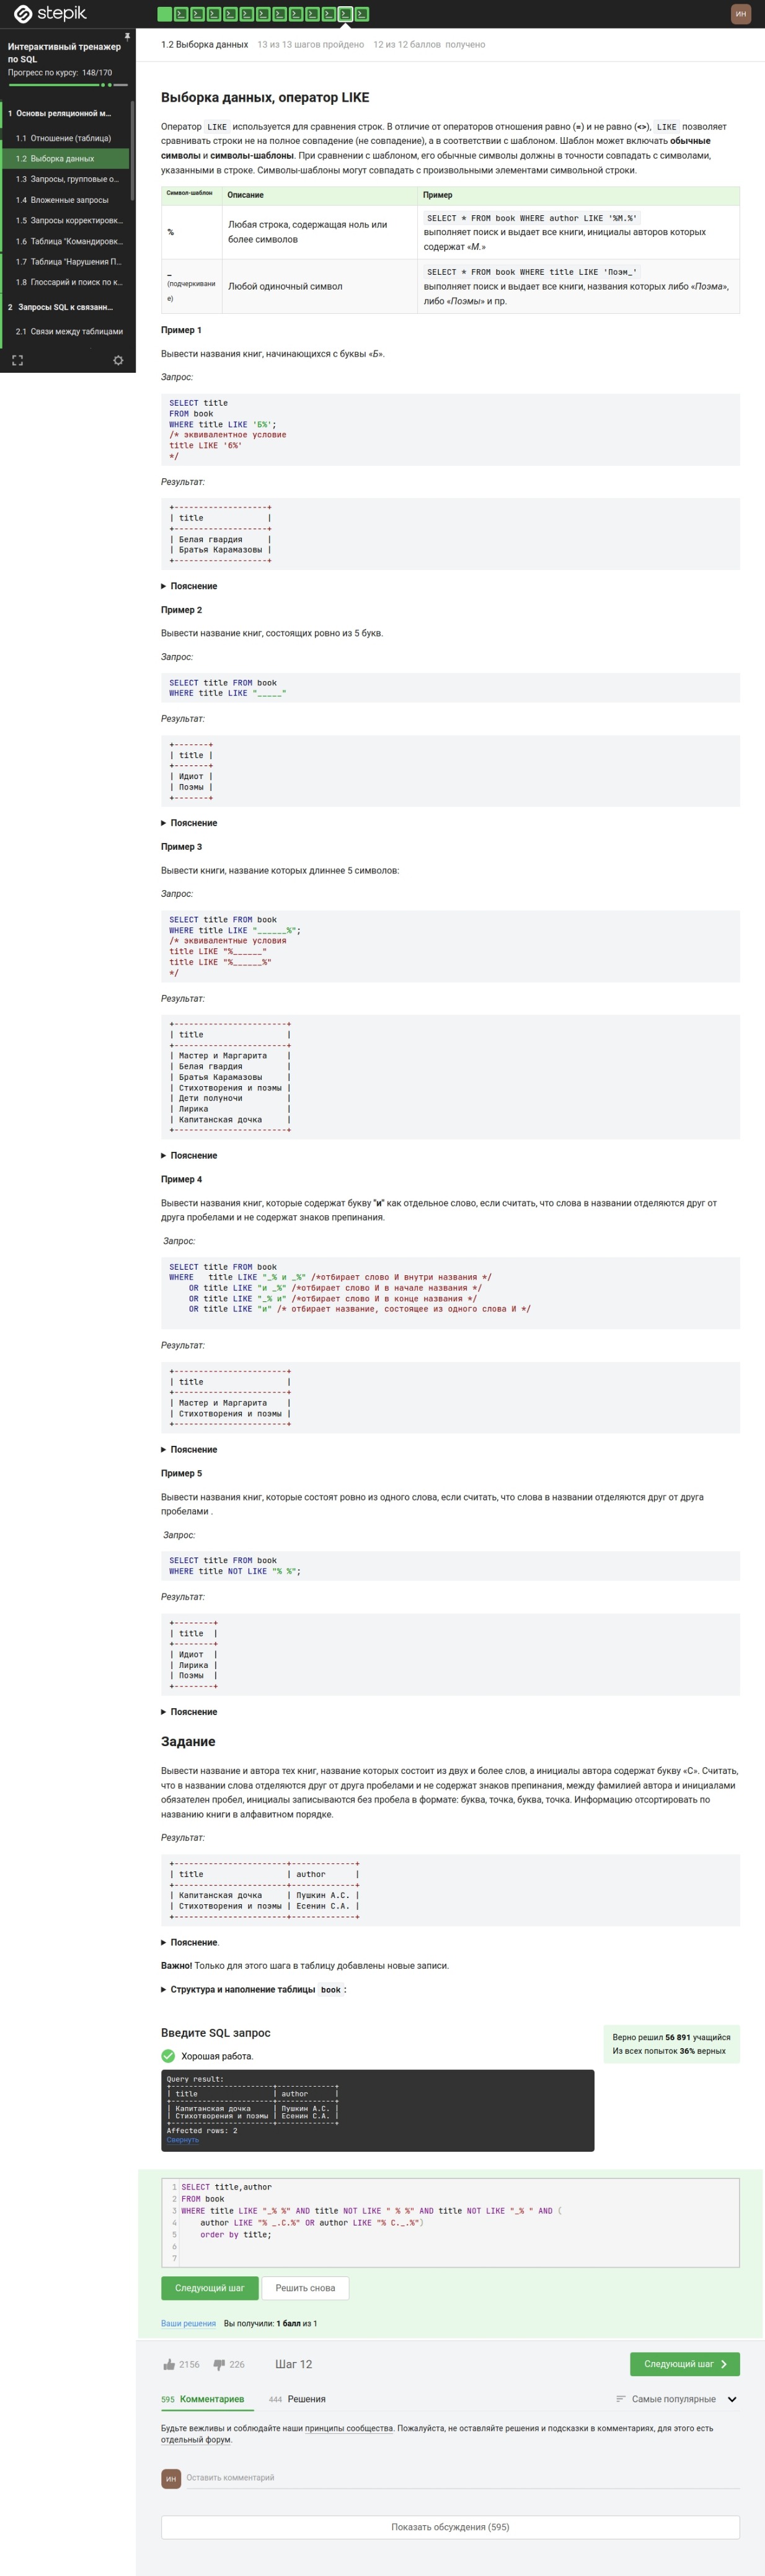 stepik
ИН
Интерактивный тренажер
по SQL
Прогресс по курсу: 148/170
1 Основы реляционной м...
1.1 Отношение (таблица)
1.2 Выборка данных
1.3 Запросы, групповые о...
1.4 Вложенные запросы
1.5 Запросы корректировк...
1.6 Таблица "Командировк...
1.7 Таблица "Нарушения П...
1.8 Глоссарий и поиск по к...
2 Запросы SQL к связанн...
2.1 Связи между таблицами
1.2 Выборка данных 13 из 13 шагов пройдено 12 из 12 баллов получено
Выборка данных, оператор LIKE
Оператор LIKE используется для сравнения строк. В отличие от операторов отношения равно (=) и не равно (<>), LIKE позволяет
сравнивать строки не на полное совпадение (не совпадение), а в соответствии с шаблоном. Шаблон может включать обычные
символы и символы-шаблоны. При сравнении с шаблоном, его обычные символы должны в точности совпадать с символами,
указанными в строке. Символы-шаблоны могут совпадать с произвольными элементами символьной строки.
Символ-шаблон Описание Пример
% Любая строка, содержащая ноль или
более символов
SELECT * FROM book WHERE author LIKE '%М.%'
выполняет поиск и выдает все книги, инициалы авторов которых
содержат «М.»
_
(подчеркивани
е)
Любой одиночный символ
SELECT * FROM book WHERE title LIKE 'Поэм_'
выполняет поиск и выдает все книги, названия которых либо «Поэма»,
либо «Поэмы» и пр.
Пример 1
Вывести названия книг, начинающихся с буквы «Б».
Запрос:
SELECT title
FROM book
WHERE title LIKE 'Б%';
/* эквивалентное условие
title LIKE 'б%'
*/
Результат:
+-------------------+
| title             |
+-------------------+
| Белая гвардия     |
| Братья Карамазовы |
+-------------------+
Пояснение
Пример 2
Вывести название книг, состоящих ровно из 5 букв.
Запрос:
SELECT title FROM book
WHERE title LIKE "_____"
Результат:
+-------+
| title |
+-------+
| Идиот |
| Поэмы |
+-------+
Пояснение
Пример 3
Вывести книги, название которых длиннее 5 символов:
Запрос:
SELECT title FROM book
WHERE title LIKE "______%";
/* эквивалентные условия
title LIKE "%______"
title LIKE "%______%"
*/
Результат:
+-----------------------+
| title                 |
+-----------------------+
| Мастер и Маргарита    |
| Белая гвардия         |
| Братья Карамазовы     |
| Стихотворения и поэмы |
| Дети полуночи         |
| Лирика                |
| Капитанская дочка     |
+-----------------------+
Пояснение
Пример 4
Вывести названия книг, которые содержат букву "и" как отдельное слово, если считать, что слова в названии отделяются друг от
друга пробелами и не содержат знаков препинания.
Запрос:
SELECT title FROM book
WHERE   title LIKE "_% и _%" /*отбирает слово И внутри названия */
    OR title LIKE "и _%" /*отбирает слово И в начале названия */
    OR title LIKE "_% и" /*отбирает слово И в конце названия */
    OR title LIKE "и" /* отбирает название, состоящее из одного слова И */
Результат:
+-----------------------+
| title                 |
+-----------------------+
| Мастер и Маргарита    |
| Стихотворения и поэмы |
+-----------------------+
Пояснение
Пример 5
Вывести названия книг, которые состоят ровно из одного слова, если считать, что слова в названии отделяются друг от друга
пробелами .
Запрос:
SELECT title FROM book
WHERE title NOT LIKE "% %";
Результат:
+--------+
| title  |
+--------+
| Идиот  |
| Лирика |
| Поэмы  |
+--------+
Пояснение
Задание
Вывести название и автора тех книг, название которых состоит из двух и более слов, а инициалы автора содержат букву «С». Считать,
что в названии слова отделяются друг от друга пробелами и не содержат знаков препинания, между фамилией автора и инициалами
обязателен пробел, инициалы записываются без пробела в формате: буква, точка, буква, точка. Информацию отсортировать по
названию книги в алфавитном порядке.
Результат:
+-----------------------+-------------+
| title                 | author      |
+-----------------------+-------------+
| Капитанская дочка     | Пушкин А.С. |
| Стихотворения и поэмы | Есенин С.А. |
+-----------------------+-------------+
Пояснение.
Важно! Только для этого шага в таблицу добавлены новые записи.
Структура и наполнение таблицы book :
Введите SQL запрос
Верно решил 56 891 учащийся
Из всех попыток 36% верных
Хорошая работа.
Query result:
+-----------------------+-------------+
| title                 | author      |
+-----------------------+-------------+
| Капитанская дочка     | Пушкин А.С. |
| Стихотворения и поэмы | Есенин С.А. |
+-----------------------+-------------+
Affected rows: 2
Свернуть
1 SELECT title,author
2 FROM book
3 WHERE title LIKE "_% %" AND title NOT LIKE " % %" AND title NOT LIKE "_% " AND (
4     author LIKE "% _.С.%" OR author LIKE "% С._.%")
5     order by title;
6
7
Следующий шаг Решить снова
Ваши решения Вы получили: 1 балл из 1
2156 226 Шаг 12 Следующий шаг
595 Комментариев 444 Решения Самые популярные
Будьте вежливы и соблюдайте наши принципы сообщества. Пожалуйста, не оставляйте решения и подсказки в комментариях, для этого есть
отдельный форум.
ИН Оставить комментарий
Показать обсуждения (595)